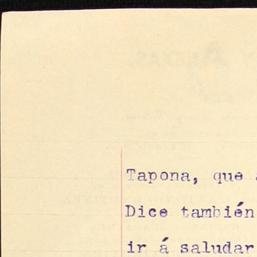 Tapona, que
Dice también
ir á saludar